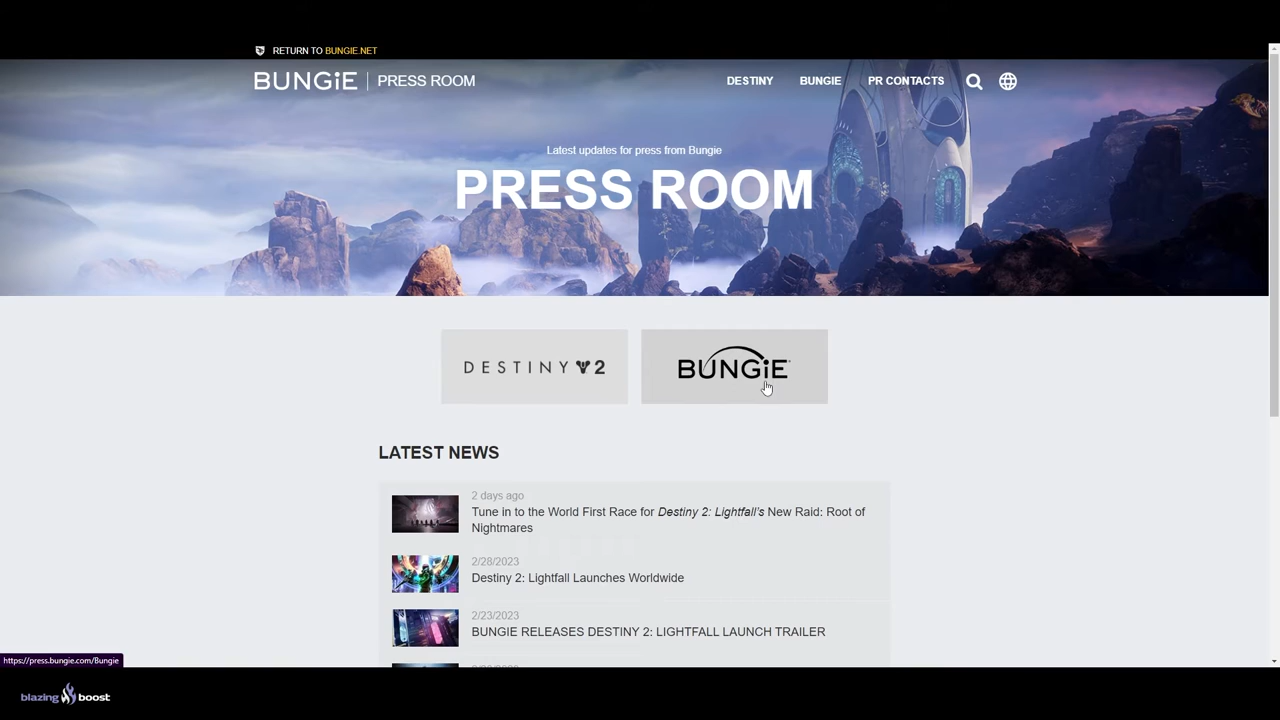 RETURN TO BUNGIE.NET
BUNGiE | PRESS ROOM
DESTINY BUNGIE PR CONTACTS
Latest updates for press from Bungie
PRESS ROOM
DESTINY 2
BUNGiE
LATEST NEWS
2 days ago
Tune in to the World First Race for Destiny 2: Lightfall's New Raid: Root of
Nightmares
2/28/2023
Destiny 2: Lightfall Launches Worldwide
2/23/2023
BUNGIE RELEASES DESTINY 2: LIGHTFALL LAUNCH TRAILER
https://press.bungie.com/Bungie
blazing boost